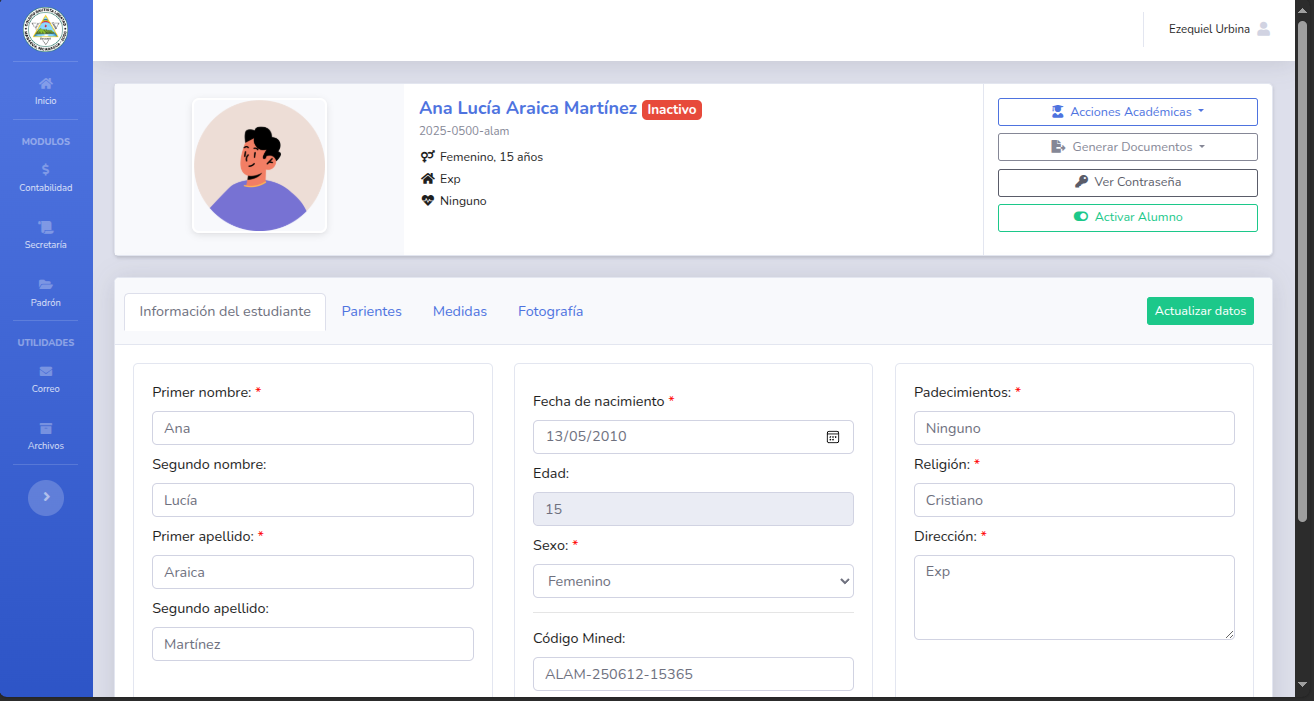 Ezequiel Urbina
Inicio
MODULOS
Contabilidad
Secretaría
Padrón
UTILIDADES
Correo
Archivos
Ana Lucía Araica Martínez Inactivo
2025-0500-alam
Femenino, 15 años
Exp
Ninguno
Acciones Académicas
Generar Documentos
Ver Contraseña
Activar Alumno
Información del estudiante
Parientes
Medidas
Fotografía
Actualizar datos
Primer nombre: *
Ana
Segundo nombre:
Lucía
Primer apellido: *
Araica
Segundo apellido:
Martínez
Fecha de nacimiento *
13/05/2010
Edad:
15
Sexo: *
Femenino
Código Mined:
ALAM-250612-15365
Padecimientos: *
Ninguno
Religión: *
Cristiano
Dirección: *
Exp